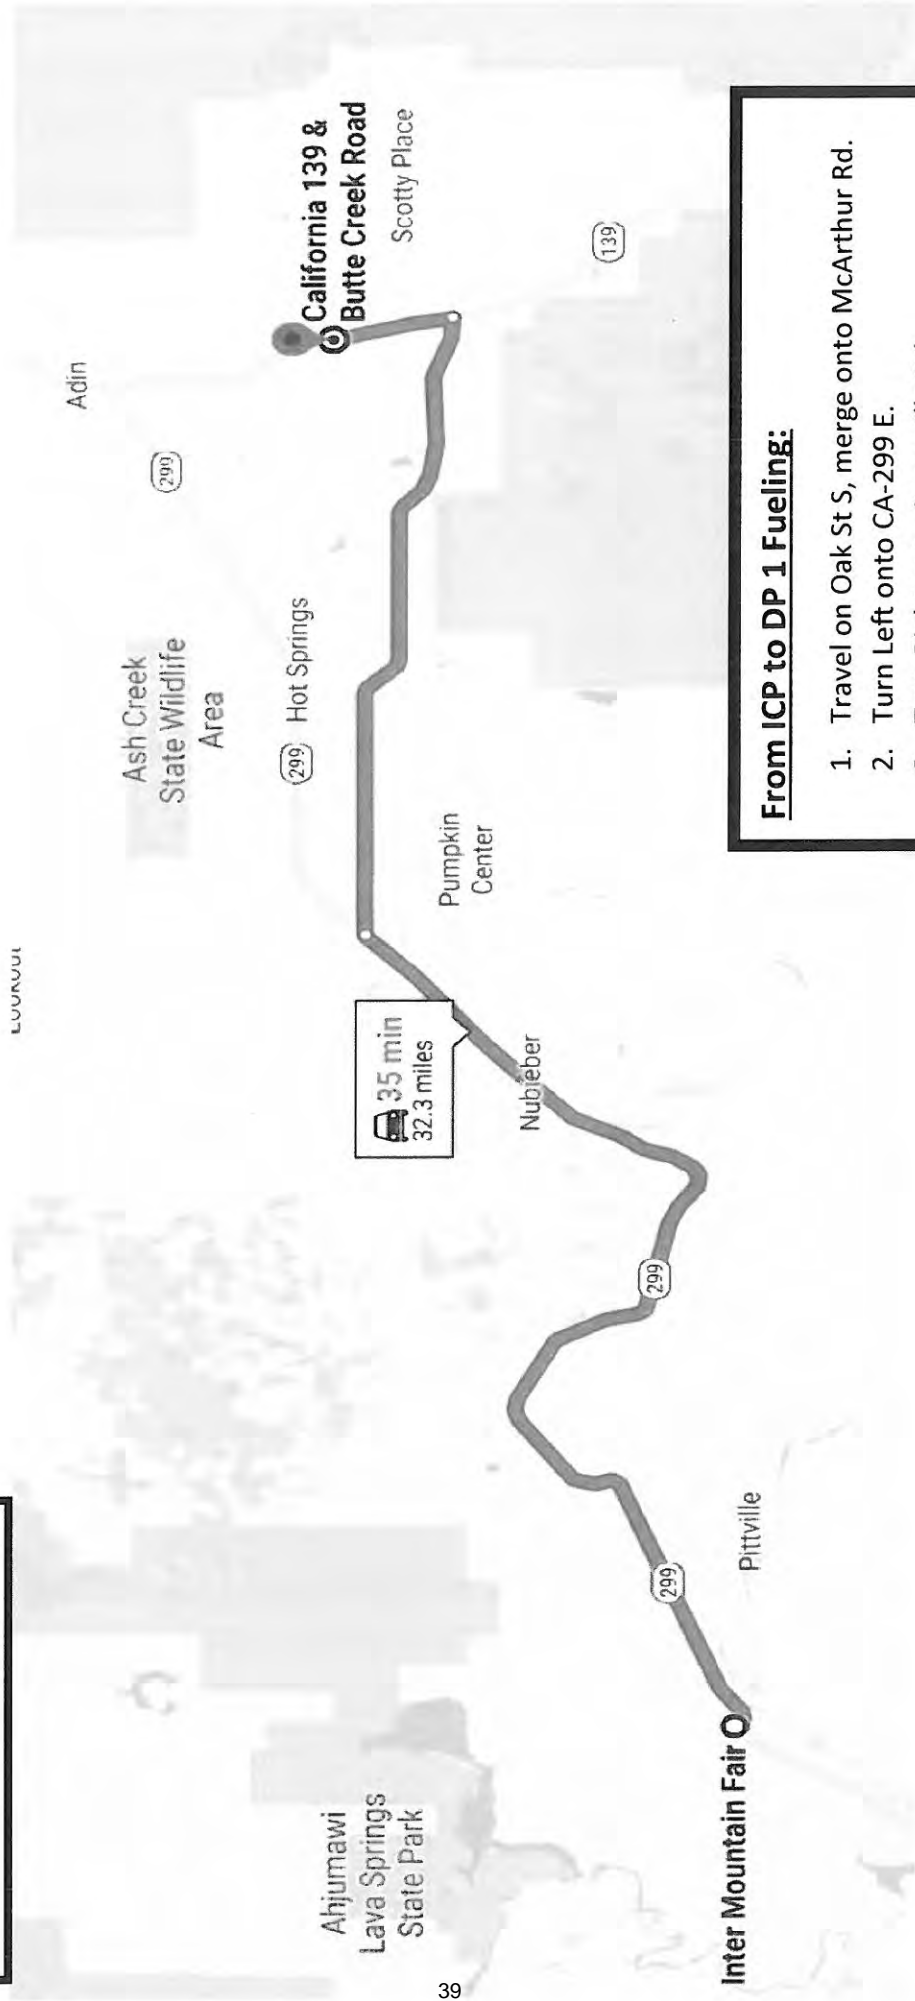 Lookout
Adin
299
Ash Creek
State Wildlife
Area
California 139 &
Butte Creek Road
Scotty Place
299
Hot Springs
139
Pumpkin
Center
35 min
32.3 miles
Nubieber
299
299
Pittville
Ahjumawi
Lava Springs
State Park
Inter Mountain Fair
From ICP to DP 1 Fueling:
1. Travel on Oak St S, merge onto McArthur Rd.
2. Turn Left onto CA-299 E.
39